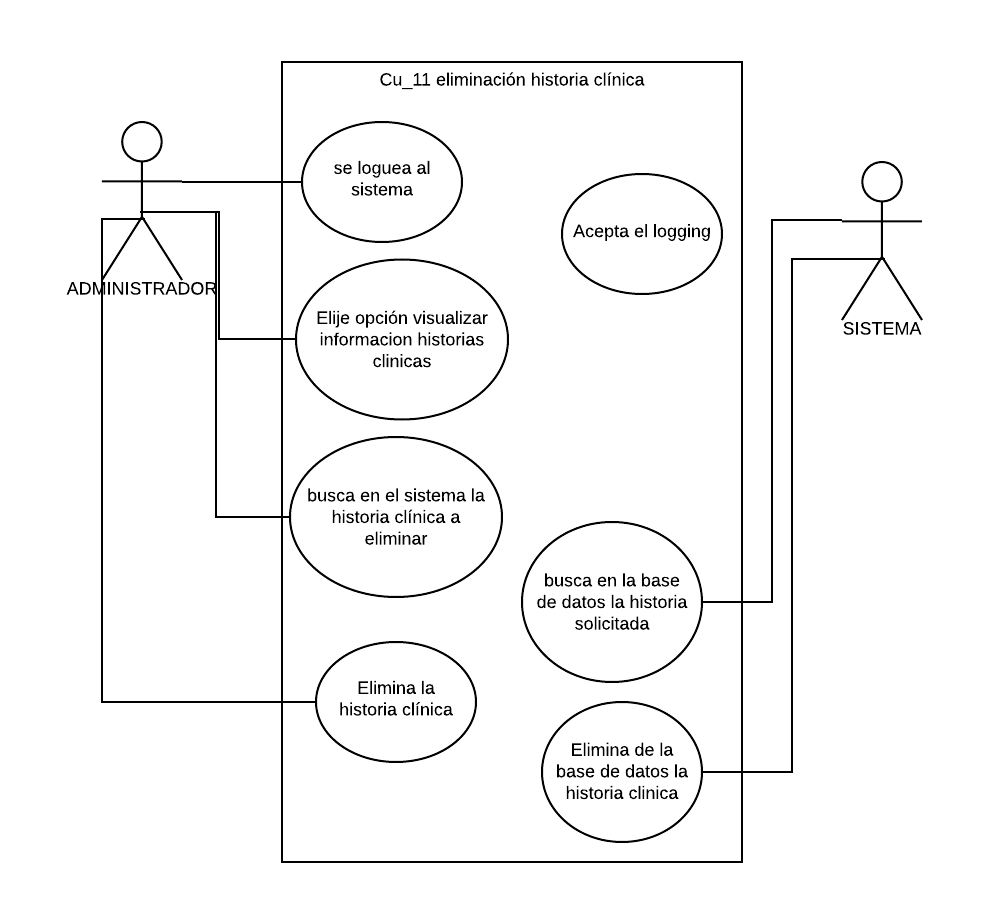 Cu_11 eliminación historia clínica
se loguea al
sistema
Acepta el logging
ADMINISTRADOR
Elije opción visualizar
informacion historias
clinicas
SISTEMA
busca en el sistema la
historia clínica a
eliminar
busca en la base
de datos la historia
solicitada
Elimina la
historia clínica
Elimina de la
base de datos la
historia clinica